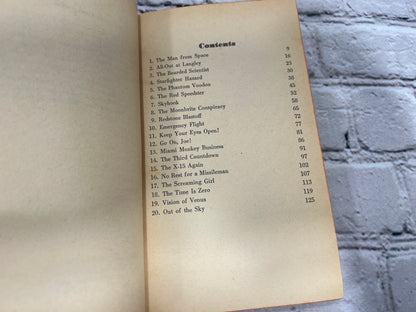 Contents
1. The Man from Space 9
2. All-Out at Langley 16
3. The Bearded Scientist 23
4. Starlighter Hazard 30
5. The Phantom Voodoo 38
6. The Red Speedster 45
7. Skyhook 52
8. The Moonbrite Conspiracy 58
9. Redstone Blastoff 65
10. Emergency Flight 72
11. Keep Your Eyes Open! 77
12. Go On, Joe! 81
13. Miami Monkey Business 86
14. The Third Countdown 91
15. The X-15 Again 97
16. No Rest for a Missileman 102
17. The Screaming Girl 107
18. The Time Is Zero 113
19. Vision of Venus 119
20. Out of the Sky 125